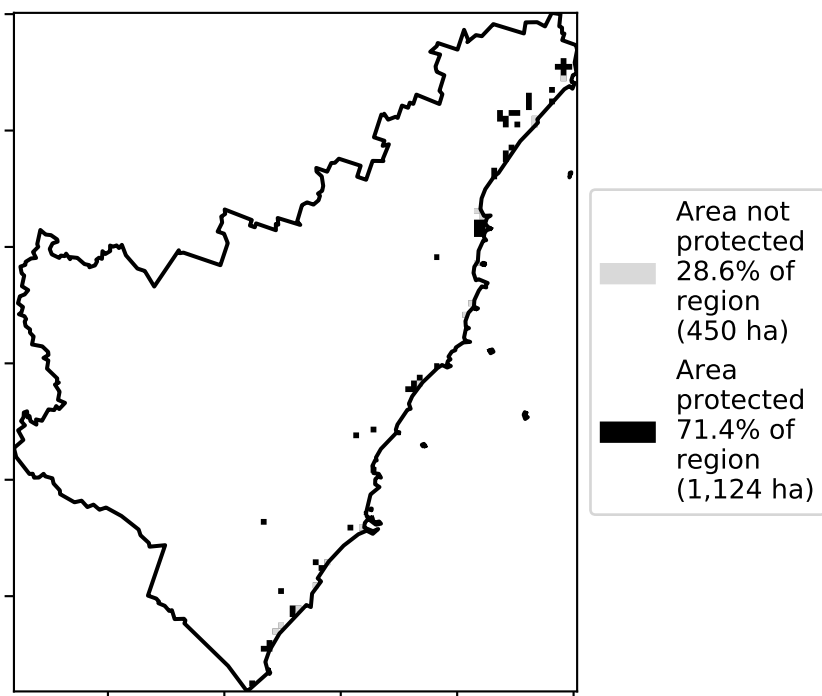 Area not
protected
28.6% of
region
(450 ha)
Area
protected
71.4% of
region
(1,124 ha)